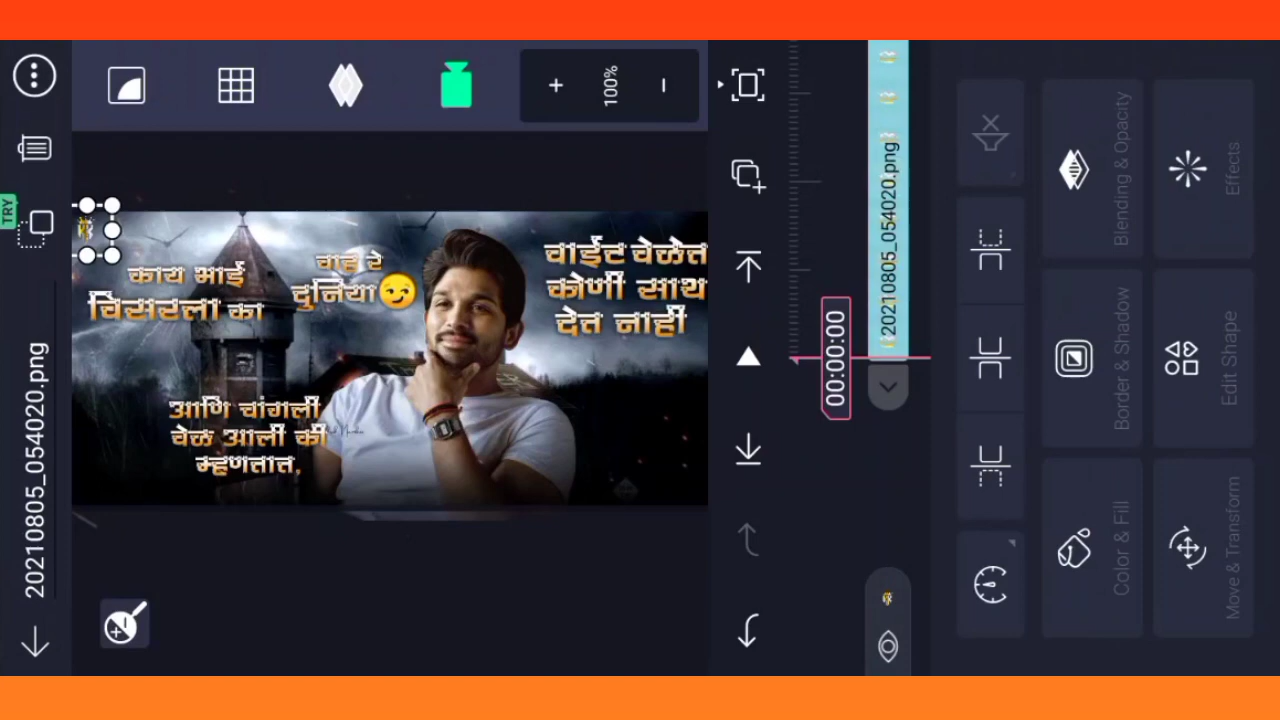 TRY
20210805_054020.png
100%
काय भाई
विसरला का
वाह रे
दुनिया😏
वाईट वेळेत
कोणी साथ
देत नाही
आणि चांगली
वेळ आली की
म्हणतात,
20210805_054020.png
00:00:00
Blending & Opacity
Border & Shadow
Color & Fill
Effects
Edit Shape
Move & Transform